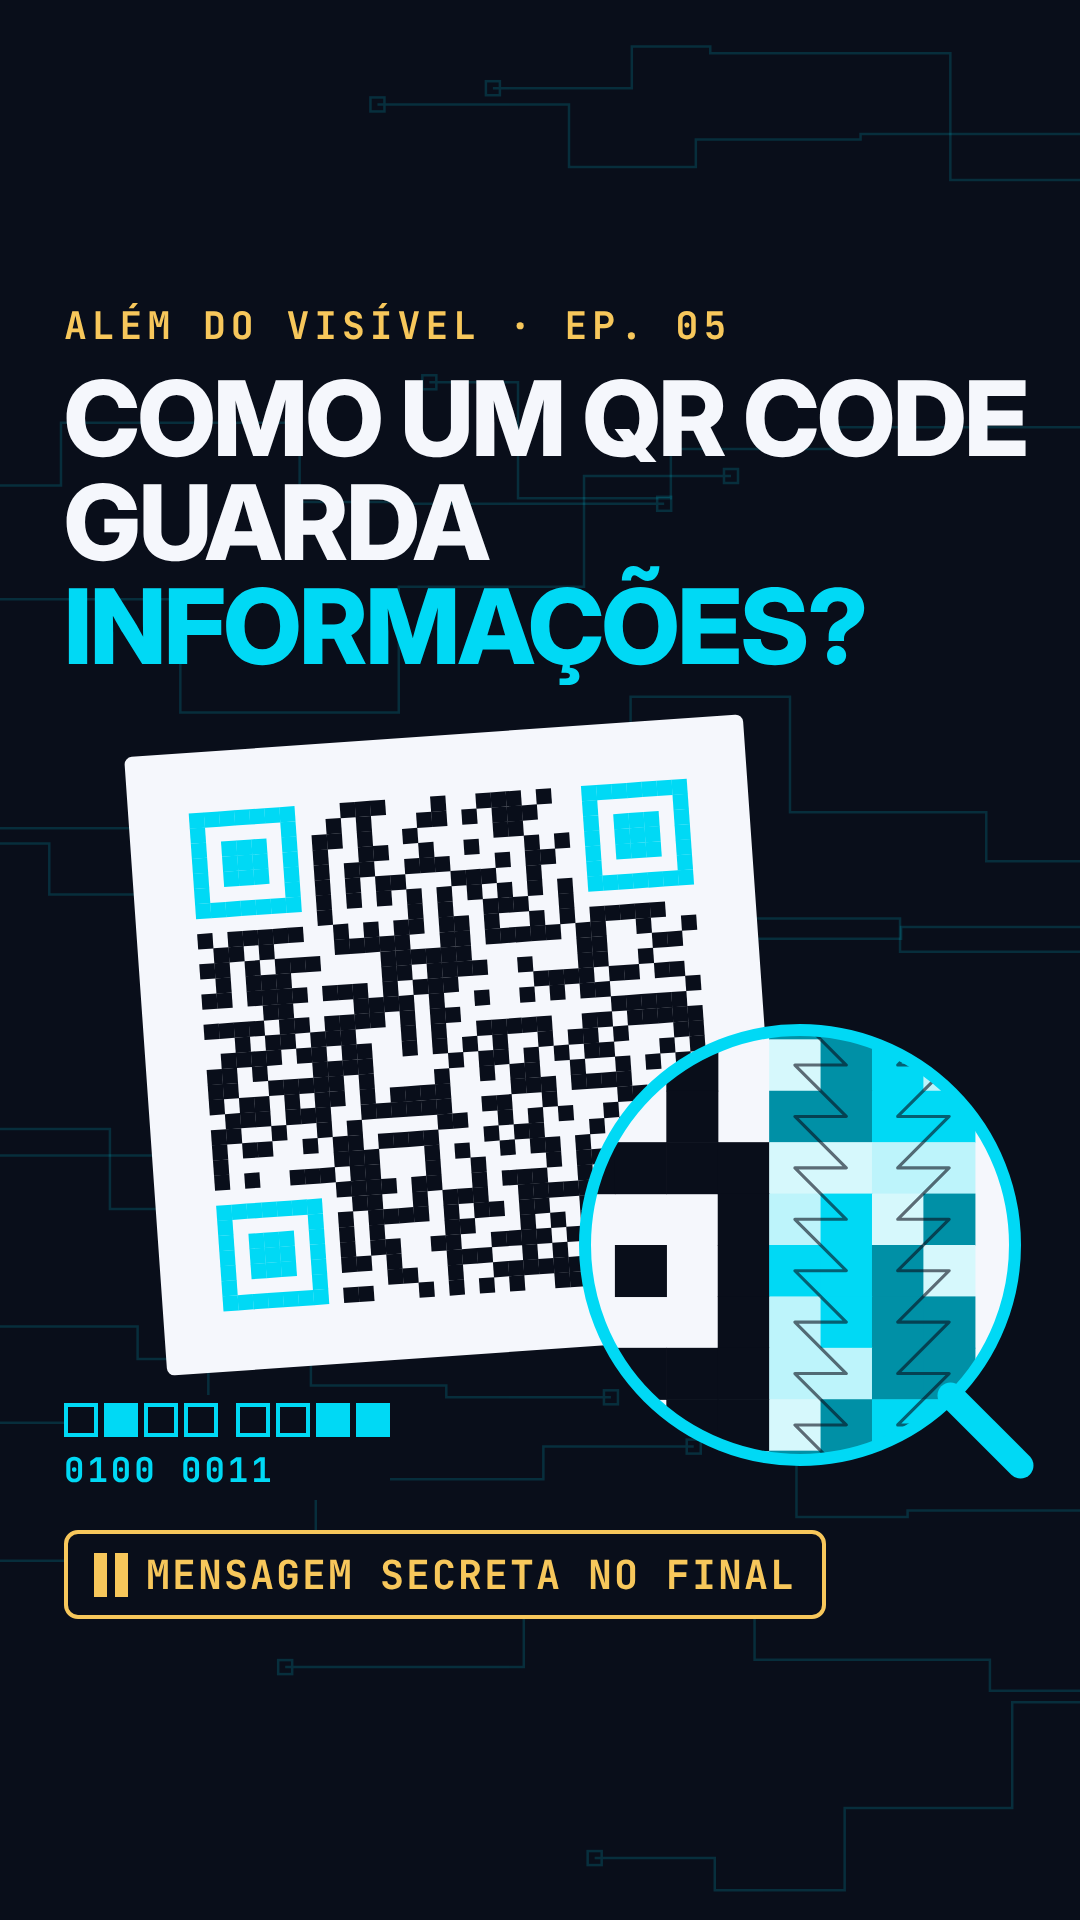 ALÉM DO VISÍVEL · EP. 05
COMO UM QR CODE
GUARDA
INFORMAÇÕES?
0100 0011
MENSAGEM SECRETA NO FINAL